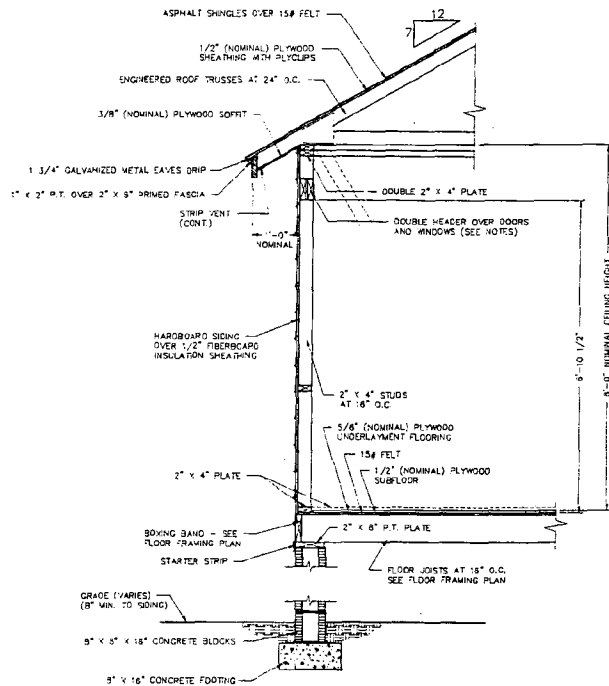 ASPHALT SHINGLES OVER 15# FELT
12
7
1/2" (NOMINAL) PLYWOOD
SHEATHING WITH PLYCLIPS
ENGINEERED ROOF TRUSSES AT 24" O.C.
3/8" (NOMINAL) PLYWOOD SOFFIT
1 3/4" GALVANIZED METAL EAVES DRIP
1" X 2" P.T. OVER 2" X 6" PRIMED FASCIA
STRIP VENT
(CONT.)
1'-0"
NOMINAL
DOUBLE 2" X 4" PLATE
DOUBLE HEADER OVER DOORS
AND WINDOWS (SEE NOTES)
HARDBOARD SIDING
OVER 1/2" FIBERBOARD
INSULATION SHEATHING
6'-10 1/2"
8'-0" NOMINAL CEILING HEIGHT
2" X 4" STUDS
AT 16" O.C.
5/8" (NOMINAL) PLYWOOD
UNDERLAYMENT FLOORING
15# FELT
1/2" (NOMINAL) PLYWOOD
SUBFLOOR
2" X 4" PLATE
BOXING BAND - SEE
FLOOR FRAMING PLAN
2" X 8" P.T. PLATE
STARTER STRIP
FLOOR JOISTS AT 16" O.C.
SEE FLOOR FRAMING PLAN
GRADE (VARIES)
(8" MIN. TO SIDING)
8" X 8" X 16" CONCRETE BLOCKS
8" X 16" CONCRETE FOOTING